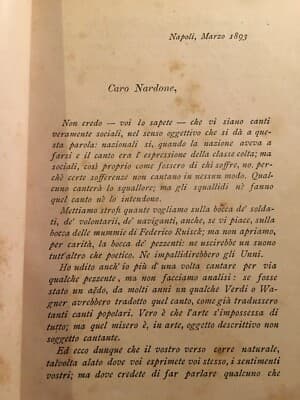 Napoli, Marzo 1893
Caro Nardone,
Non credo — voi lo sapete — che vi siano canti
veramente sociali, nel senso oggettivo che si dà a que-
sta parola: nazionali sì, quando la nazione aveva a
farsi e il canto era l'espressione della classe colta; ma
sociali, così proprio come fossero di chi soffre, no, per-
chè certe sofferenze non cantano in nessun modo. Qual-
cuno canterà lo squallore; ma gli squallidi nè fanno
quel canto nè lo intendono.
Mettiamo strofi quanto vogliamo sulla bocca de' solda-
ti, de' volontarii, de' naviganti, anche, se vi piace, sulla
bocca delle mummie di Federico Ruisck; ma non apriamo,
per carità, la bocca de' pezzenti: ne uscirebbe un suono
tutt'altro che poetico. Ne impallidirebbero gli Unni.
Ho udito anch'io più d'una volta cantare per via
qualche pezzente, ma non facciamo analisi: se fosse
stato un aèdo, da molti anni un qualche Verdi o Wa-
gner avrebbero tradotto quel canto, come già tradussero
tanti canti popolari. Vero è che l'arte s'impossessa di
tutto; ma quel misero è, in arte, oggetto descrittivo non
soggetto cantante.
Ed ecco dunque che il vostro verso corre naturale,
talvolta alato dove voi esprimete voi stesso, i sentimenti
vostri; ma dove credete di far parlare qualcuno che